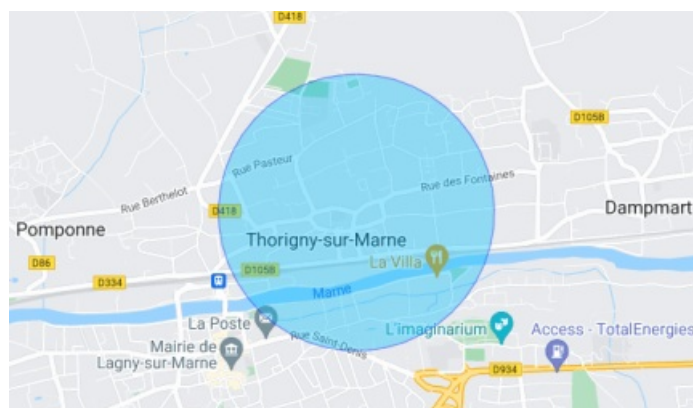 D418
D105B
Rue Pasteur
Rue Berthelot
Rue des Fontaines
D418
Dampmart
Pomponne
Thorigny-sur-Marne
La Villa
D86
D105B
D334
Marne
La Poste
L'imaginarium
Access - TotalEnergies
Rue Saint-Denis
Mairie de
Lagny-sur-Marne
D934